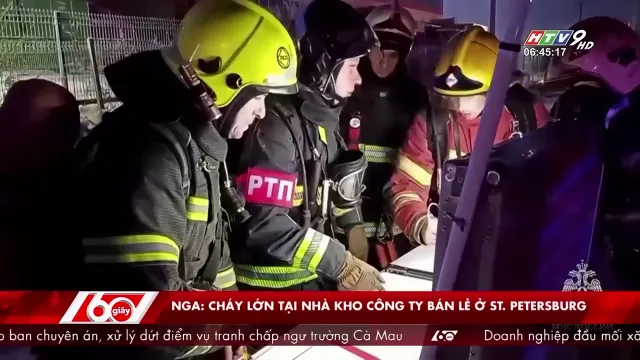 HTV9 HD
06:45:17
РТП
60 giây
NGA: CHÁY LỚN TẠI NHÀ KHO CÔNG TY BÁN LẺ Ở ST. PETERSBURG
ban chuyên án, xử lý dứt điểm vụ tranh chấp ngư trường Cà Mau Doanh nghiệp đầu mối